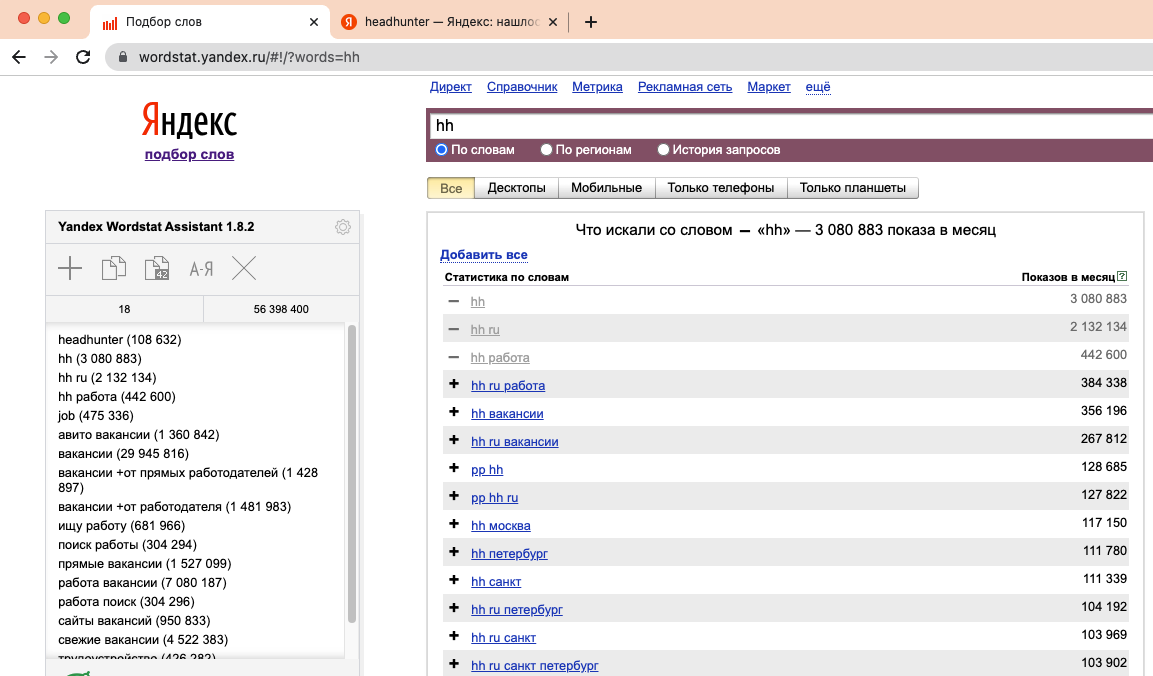 Подбор слов
headhunter — Яндекс: нашлос
wordstat.yandex.ru/#!/?words=hh
Директ Справочник Метрика Рекламная сеть Маркет ещё
Яндекс
подбор слов
hh
По словам По регионам История запросов
Все Десктопы Мобильные Только телефоны Только планшеты
Yandex Wordstat Assistant 1.8.2
42 А-Я
18 56 398 400
headhunter (108 632)
hh (3 080 883)
hh ru (2 132 134)
hh работа (442 600)
job (475 336)
авито вакансии (1 360 842)
вакансии (29 945 816)
вакансии +от прямых работодателей (1 428
897)
вакансии +от работодателя (1 481 983)
ищу работу (681 966)
поиск работы (304 294)
прямые вакансии (1 527 099)
работа вакансии (7 080 187)
работа поиск (304 296)
сайты вакансий (950 833)
свежие вакансии (4 522 383)
трудоустройство (426 282)
Что искали со словом — «hh» — 3 080 883 показа в месяц
Добавить все
Статистика по словам Показов в месяц ?
— hh 3 080 883
— hh ru 2 132 134
— hh работа 442 600
+ hh ru работа 384 338
+ hh вакансии 356 196
+ hh ru вакансии 267 812
+ рр hh 128 685
+ рр hh ru 127 822
+ hh москва 117 150
+ hh петербург 111 780
+ hh санкт 111 339
+ hh ru петербург 104 192
+ hh ru санкт 103 969
+ hh ru санкт петербург 103 902